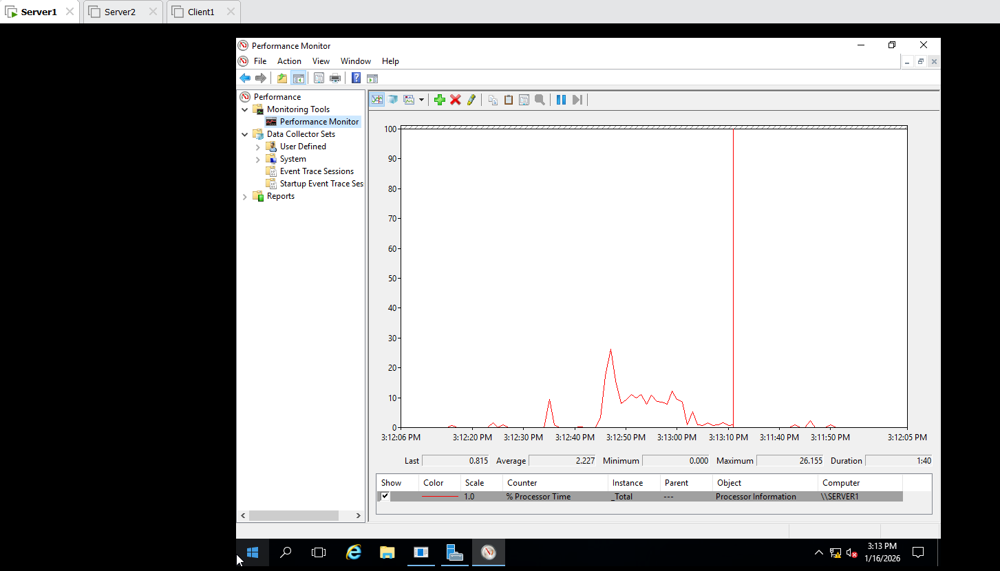 Server1 Server2 Client1
Performance Monitor
File Action View Window Help
Performance
Monitoring Tools
Performance Monitor
Data Collector Sets
User Defined
System
Event Trace Sessions
Startup Event Trace Ses
Reports
100
90
80
70
60
50
40
30
20
10
0
3:12:06 PM 3:12:20 PM 3:12:30 PM 3:12:40 PM 3:12:50 PM 3:13:00 PM 3:13:10 PM 3:11:40 PM 3:11:50 PM 3:12:05 PM
Last 0.815 Average 2.227 Minimum 0.000 Maximum 26.155 Duration 1:40
Show Color Scale Counter Instance Parent Object Computer
1.0 % Processor Time _Total --- Processor Information \\SERVER1
3:13 PM
1/16/2026